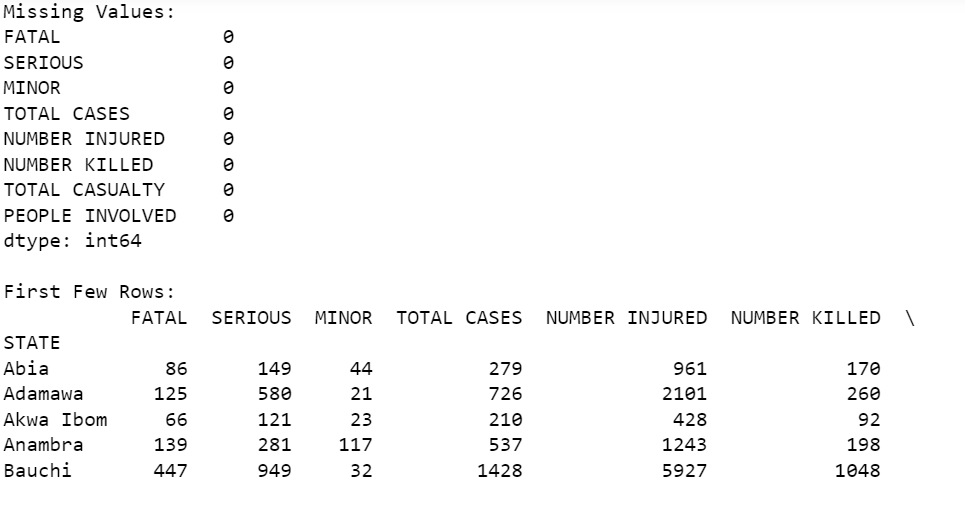 Missing Values:
FATAL             0
SERIOUS           0
MINOR             0
TOTAL CASES       0
NUMBER INJURED    0
NUMBER KILLED     0
TOTAL CASUALTY    0
PEOPLE INVOLVED   0
dtype: int64
First Few Rows:
           FATAL  SERIOUS  MINOR  TOTAL CASES  NUMBER INJURED  NUMBER KILLED  \
STATE
Abia          86      149     44          279             961            170
Adamawa      125      580     21          726            2101            260
Akwa Ibom     66      121     23          210             428             92
Anambra      139      281    117          537            1243            198
Bauchi       447      949     32         1428            5927           1048